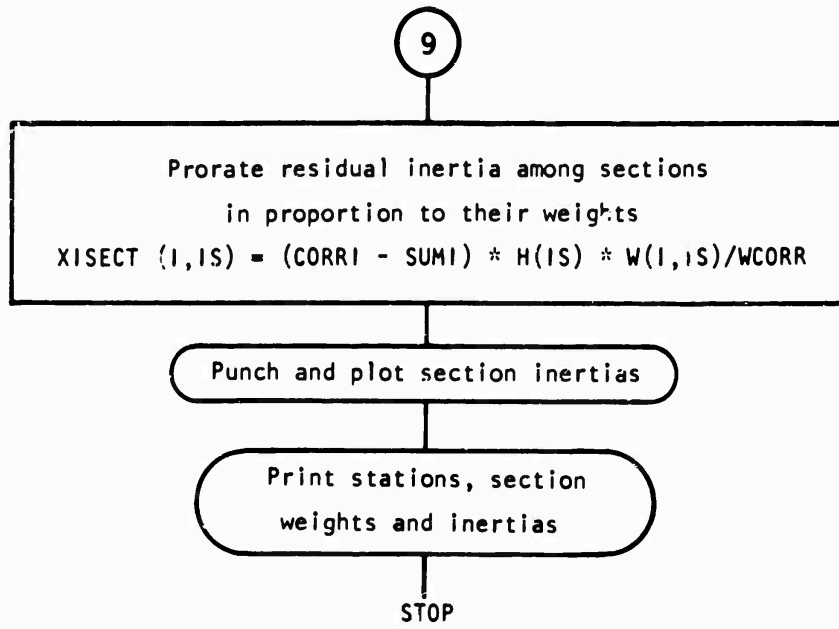 9
Prorate residual inertia among sections
in proportion to their weights
XISECT (I,IS) = (CORRI - SUMI) * H(IS) * W(I,IS)/WCORR
Punch and plot section inertias
Print stations, section
weights and inertias
STOP